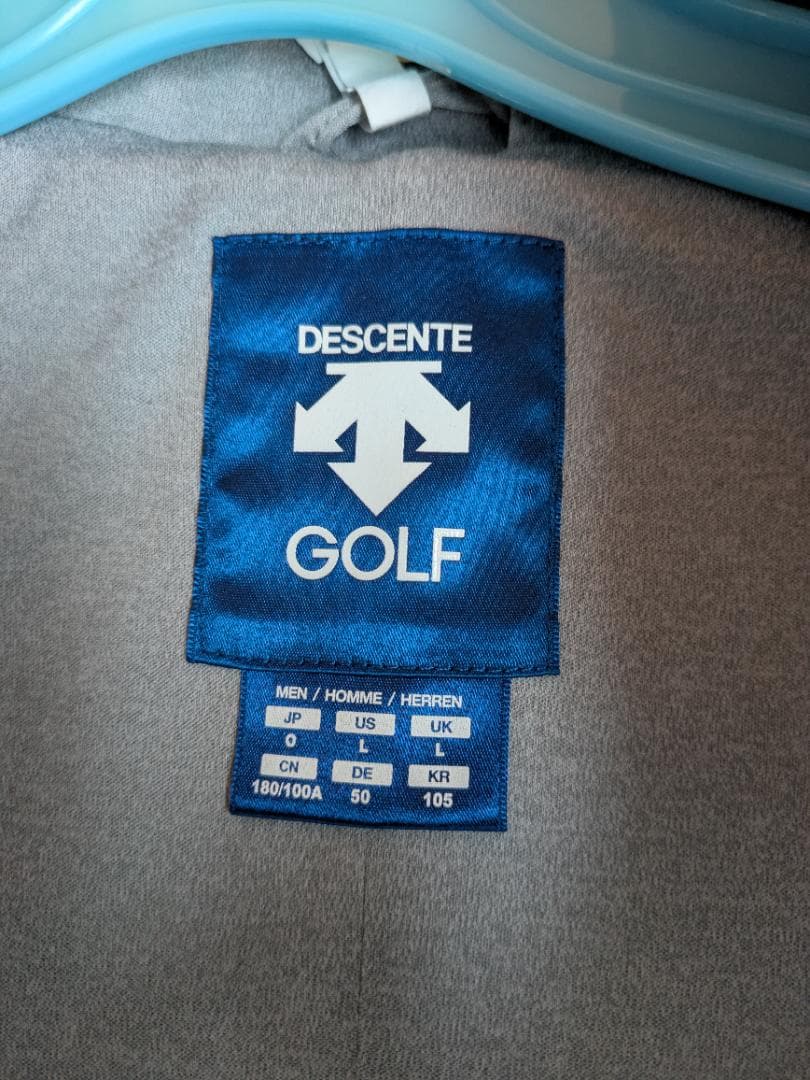 DESCENTE
GOLF
MEN / HOMME / HERREN
JP US UK
O L L
CN DE KR
180/100A 50 105